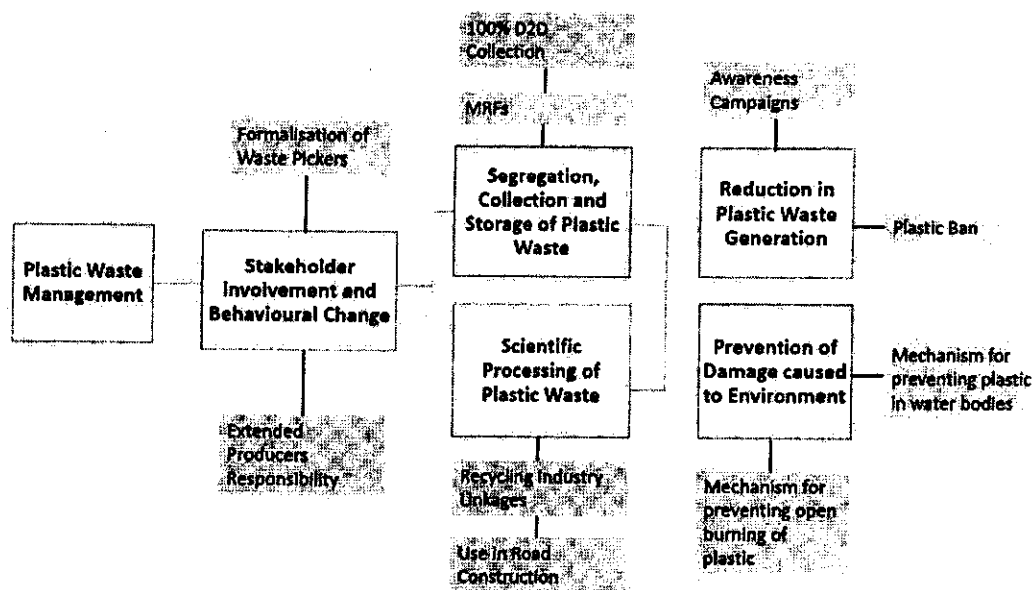 100% D2D
Collection
MRFs
Awareness
Campaigns
Formalisation of
Waste Pickers
Segregation,
Collection and
Storage of Plastic
Waste
Reduction in
Plastic Waste
Generation
Plastic Ban
Plastic Waste
Management
Stakeholder
Involvement and
Behavioural Change
Scientific
Processing of
Plastic Waste
Prevention of
Damage caused
to Environment
Mechanism for
preventing plastic
in water bodies
Extended
Producers
Responsibility
Recycling Industry
Linkages
Use in Road
Construction
Mechanism for
preventing open
burning of
plastic